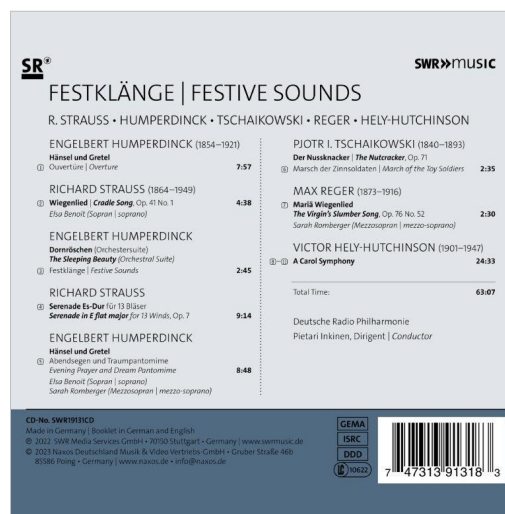 SR
SWR»music
FESTKLÄNGE | FESTIVE SOUNDS
R. STRAUSS • HUMPERDINCK • TSCHAIKOWSKI • REGER • HELY-HUTCHINSON
ENGELBERT HUMPERDINCK (1854–1921)
Hänsel und Gretel
1 Ouvertüre | Overture 7:57
RICHARD STRAUSS (1864–1949)
2 Wiegenlied | Cradle Song, Op. 41 No. 1 4:38
Elsa Benoit (Sopran | soprano)
ENGELBERT HUMPERDINCK
Dornröschen (Orchestersuite)
The Sleeping Beauty (Orchestral Suite)
3 Festklänge | Festive Sounds 2:45
RICHARD STRAUSS
4 Serenade Es-Dur für 13 Bläser
Serenade in E flat major for 13 Winds, Op. 7 9:14
ENGELBERT HUMPERDINCK
Hänsel und Gretel
5 Abendsegen und Traumpantomime
Evening Prayer and Dream Pantomime 8:48
Elsa Benoit (Sopran | soprano)
Sarah Romberger (Mezzosopran | mezzo-soprano)
PJOTR I. TSCHAIKOWSKI (1840–1893)
Der Nussknacker | The Nutcracker, Op. 71
6 Marsch der Zinnsoldaten | March of the Toy Soldiers 2:35
MAX REGER (1873–1916)
7 Mariä Wiegenlied
The Virgin's Slumber Song, Op. 76 No. 52 2:30
Sarah Romberger (Mezzosopran | mezzo-soprano)
VICTOR HELY-HUTCHINSON (1901–1947)
8–11 A Carol Symphony 24:33
Total Time: 63:07
Deutsche Radio Philharmonie
Pietari Inkinen, Dirigent | Conductor
CD-No. SWR19131CD
Made in Germany | Booklet in German and English
℗ 2022 SWR Media Services GmbH • 70150 Stuttgart • Germany | www.swrmusic.de
© 2023 Naxos Deutschland Musik & Video Vertriebs-GmbH • Gruber Straße 46b
85586 Poing • Germany | www.naxos.de • info@naxos.de
GEMA
ISRC
DDD
LC 10622
7 47313 91318 3